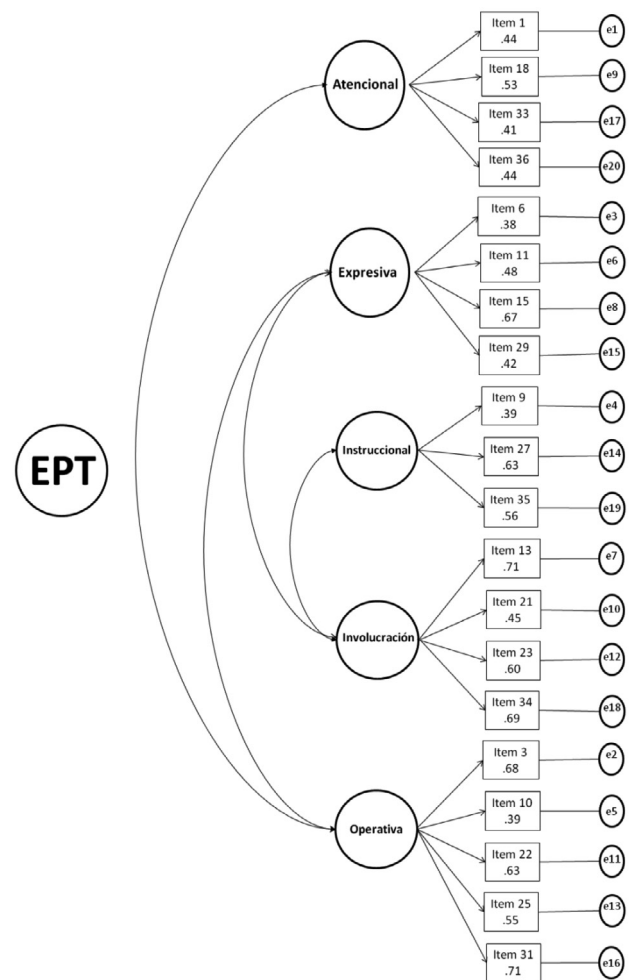 Item 1
.44
e1
Item 18
.53
e9
Atencional
Item 33
.41
e17
Item 36
.44
e20
Item 6
.38
e3
Item 11
.48
e6
Expresiva
Item 15
.67
e8
Item 29
.42
e15
Item 9
.39
e4
Instruccional
Item 27
.63
e14
EPT
Item 35
.56
e19
Item 13
.71
e7
Item 21
.45
e10
Involucración
Item 23
.60
e12
Item 34
.69
e18
Item 3
.68
e2
Item 10
.39
e5
Operativa
Item 22
.63
e11
Item 25
.55
e13
Item 31
.71
e16